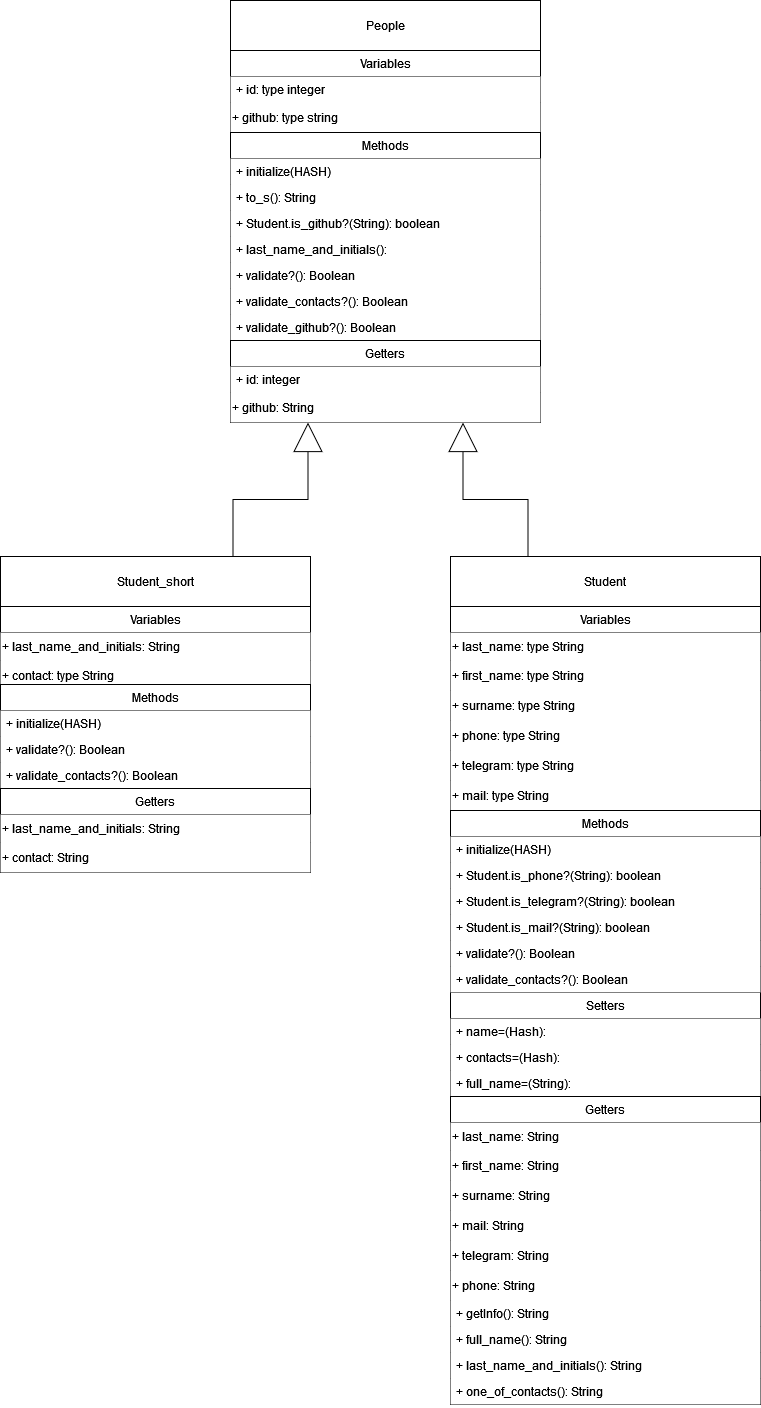 People
Variables
+ id: type integer
+ github: type string
Methods
+ initialize(HASH)
+ to_s(): String
+ Student.is_github?(String): boolean
+ last_name_and_initials():
+ validate?(): Boolean
+ validate_contacts?(): Boolean
+ validate_github?(): Boolean
Getters
+ id: integer
+ github: String
Student_short
Variables
+ last_name_and_initials: String
+ contact: type String
Methods
+ initialize(HASH)
+ validate?(): Boolean
+ validate_contacts?(): Boolean
Getters
+ last_name_and_initials: String
+ contact: String
Student
Variables
+ last_name: type String
+ first_name: type String
+ surname: type String
+ phone: type String
+ telegram: type String
+ mail: type String
Methods
+ initialize(HASH)
+ Student.is_phone?(String): boolean
+ Student.is_telegram?(String): boolean
+ Student.is_mail?(String): boolean
+ validate?(): Boolean
+ validate_contacts?(): Boolean
Setters
+ name=(Hash):
+ contacts=(Hash):
+ full_name=(String):
Getters
+ last_name: String
+ first_name: String
+ surname: String
+ mail: String
+ telegram: String
+ phone: String
+ getInfo(): String
+ full_name(): String
+ last_name_and_initials(): String
+ one_of_contacts(): String